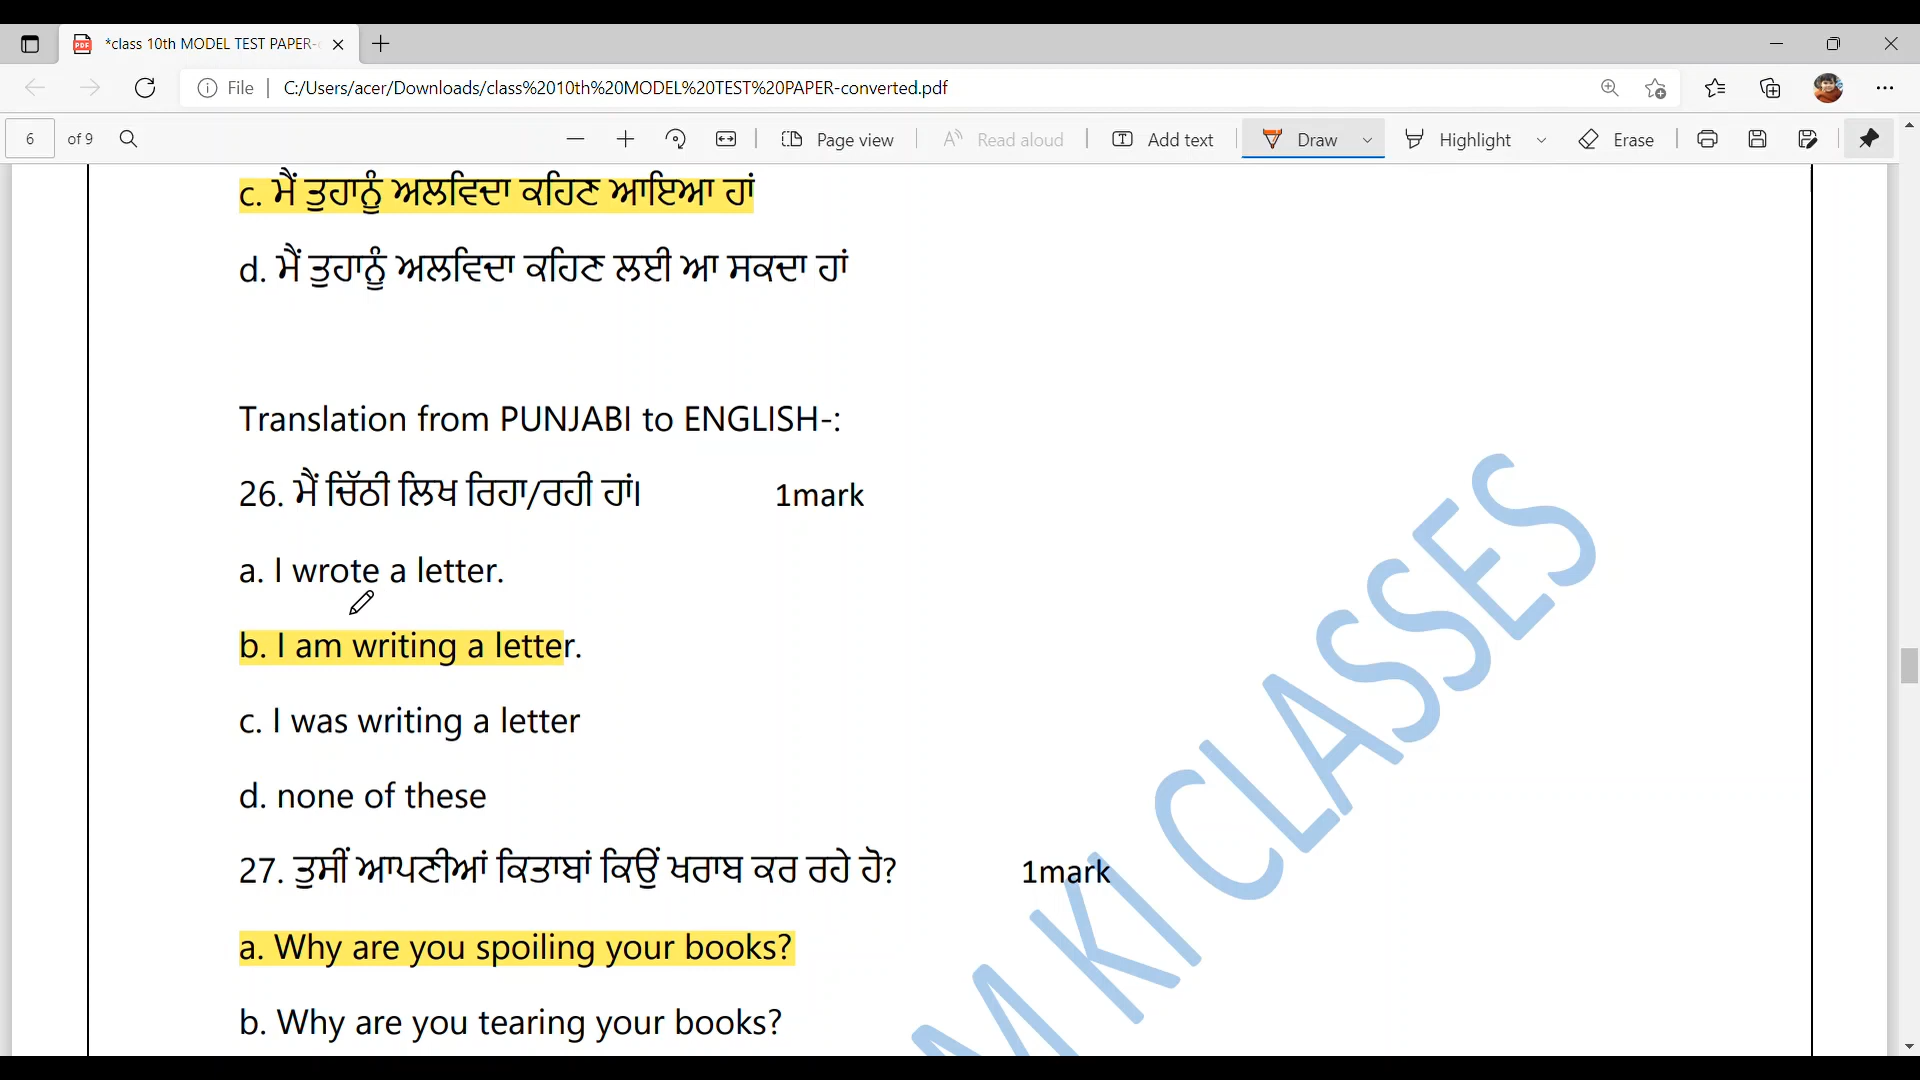 *class 10th MODEL TEST PAPER-
File | C:/Users/acer/Downloads/class%2010th%20MODEL%20TEST%20PAPER-converted.pdf
6 of 9 Page view Read aloud Add text Draw Highlight Erase
c. ਮੈਂ ਤੁਹਾਨੂੰ ਅਲਵਿਦਾ ਕਹਿਣ ਆਇਆ ਹਾਂ
d. ਮੈਂ ਤੁਹਾਨੂੰ ਅਲਵਿਦਾ ਕਹਿਣ ਲਈ ਆ ਸਕਦਾ ਹਾਂ
Translation from PUNJABI to ENGLISH-:
26. ਮੈਂ ਚਿੱਠੀ ਲਿਖ ਰਿਹਾ/ਰਹੀ ਹਾਂ। 1mark
a. I wrote a letter.
b. I am writing a letter.
c. I was writing a letter
d. none of these
27. ਤੁਸੀਂ ਆਪਣੀਆਂ ਕਿਤਾਬਾਂ ਕਿਉਂ ਖਰਾਬ ਕਰ ਰਹੇ ਹੋ? 1mark
a. Why are you spoiling your books?
b. Why are you tearing your books?
M KI CLASSES